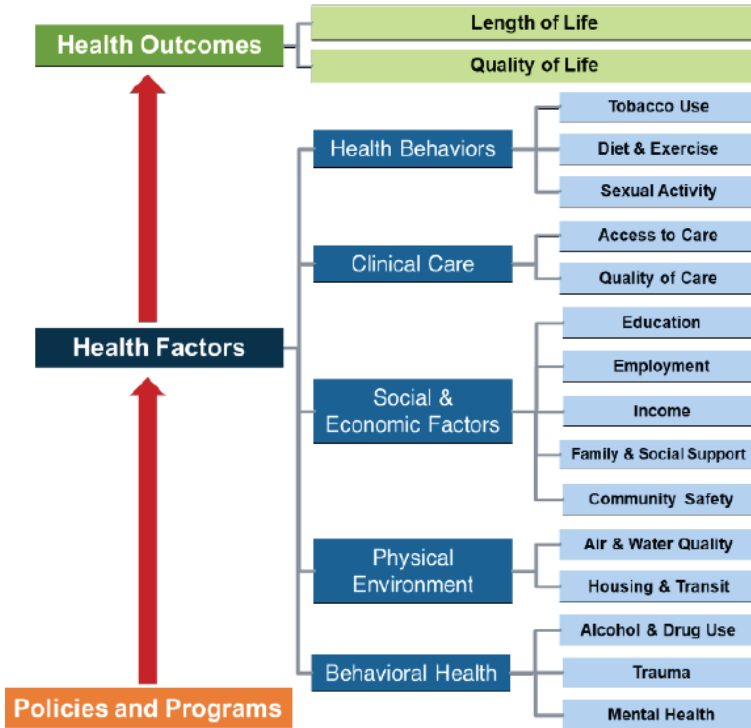 Health Outcomes
Length of Life
Quality of Life
Health Factors
Health Behaviors
Tobacco Use
Diet & Exercise
Sexual Activity
Clinical Care
Access to Care
Quality of Care
Social &
Economic Factors
Education
Employment
Income
Family & Social Support
Community Safety
Physical
Environment
Air & Water Quality
Housing & Transit
Behavioral Health
Alcohol & Drug Use
Trauma
Mental Health
Policies and Programs